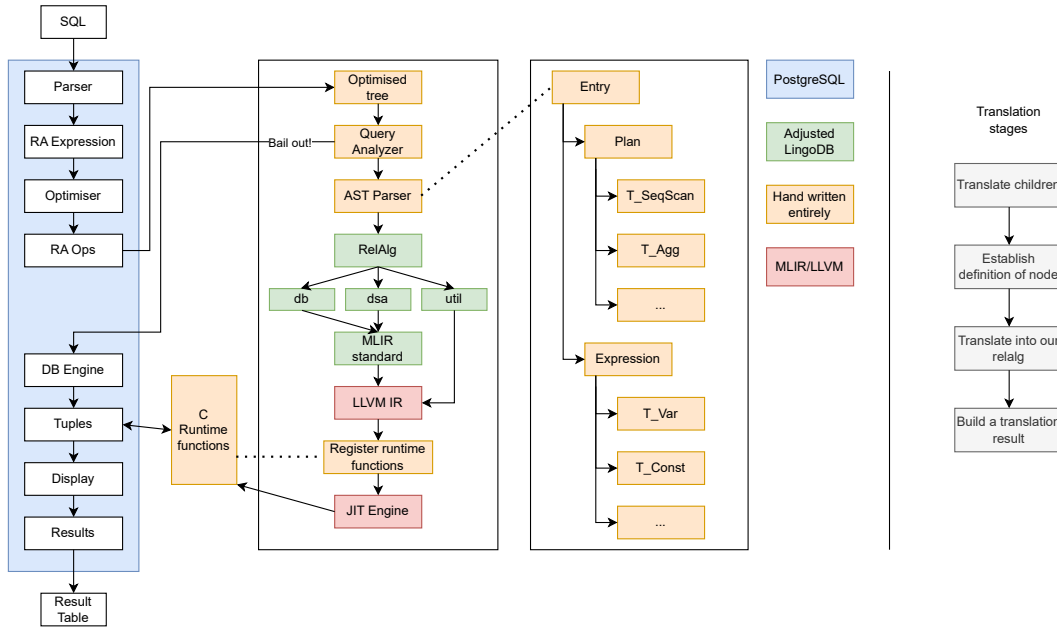 SQL
Parser
RA Expression
Optimiser
RA Ops
DB Engine
Tuples
Display
Results
Result
Table
C
Runtime
functions
Optimised
tree
Bail out!
Query
Analyzer
AST Parser
RelAlg
db
dsa
util
MLIR
standard
LLVM IR
Register runtime
functions
JIT Engine
Entry
Plan
T_SeqScan
T_Agg
...
Expression
T_Var
T_Const
...
PostgreSQL
Adjusted
LingoDB
Hand written
entirely
MLIR/LLVM
Translation
stages
Translate children
Establish
definition of node
Translate into our
relalg
Build a translation
result